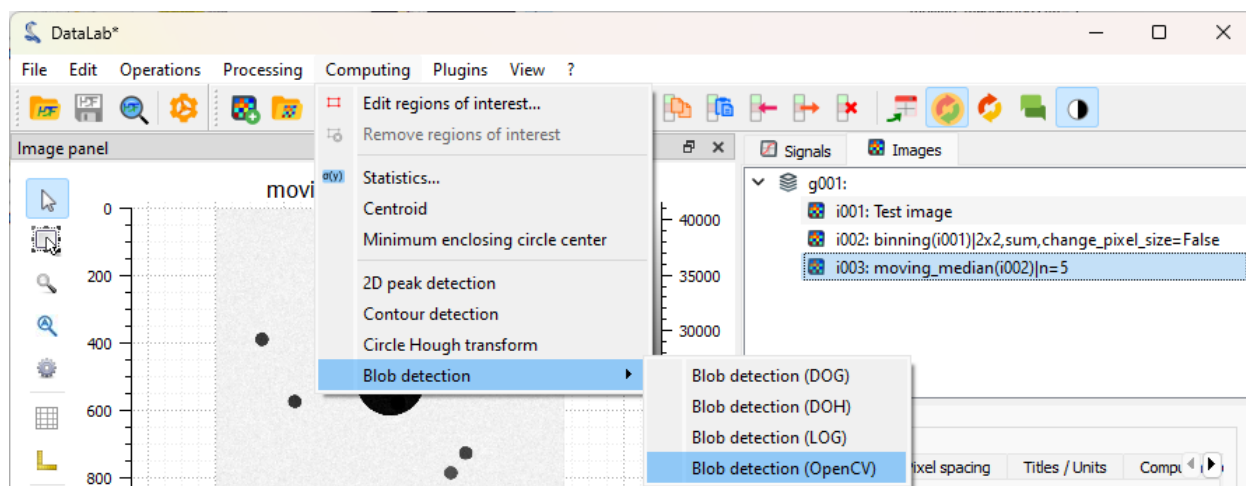 DataLab*
File Edit Operations Processing Computing Plugins View ?
Image panel
Edit regions of interest...
Remove regions of interest
σ(y) Statistics...
Centroid
Minimum enclosing circle center
2D peak detection
Contour detection
Circle Hough transform
Blob detection
Blob detection (DOG)
Blob detection (DOH)
Blob detection (LOG)
Blob detection (OpenCV)
0
200
400
600
800
40000
35000
30000
Signals Images
g001:
i001: Test image
i002: binning(i001)|2x2,sum,change_pixel_size=False
i003: moving_median(i002)|n=5
spacing Titles / Units